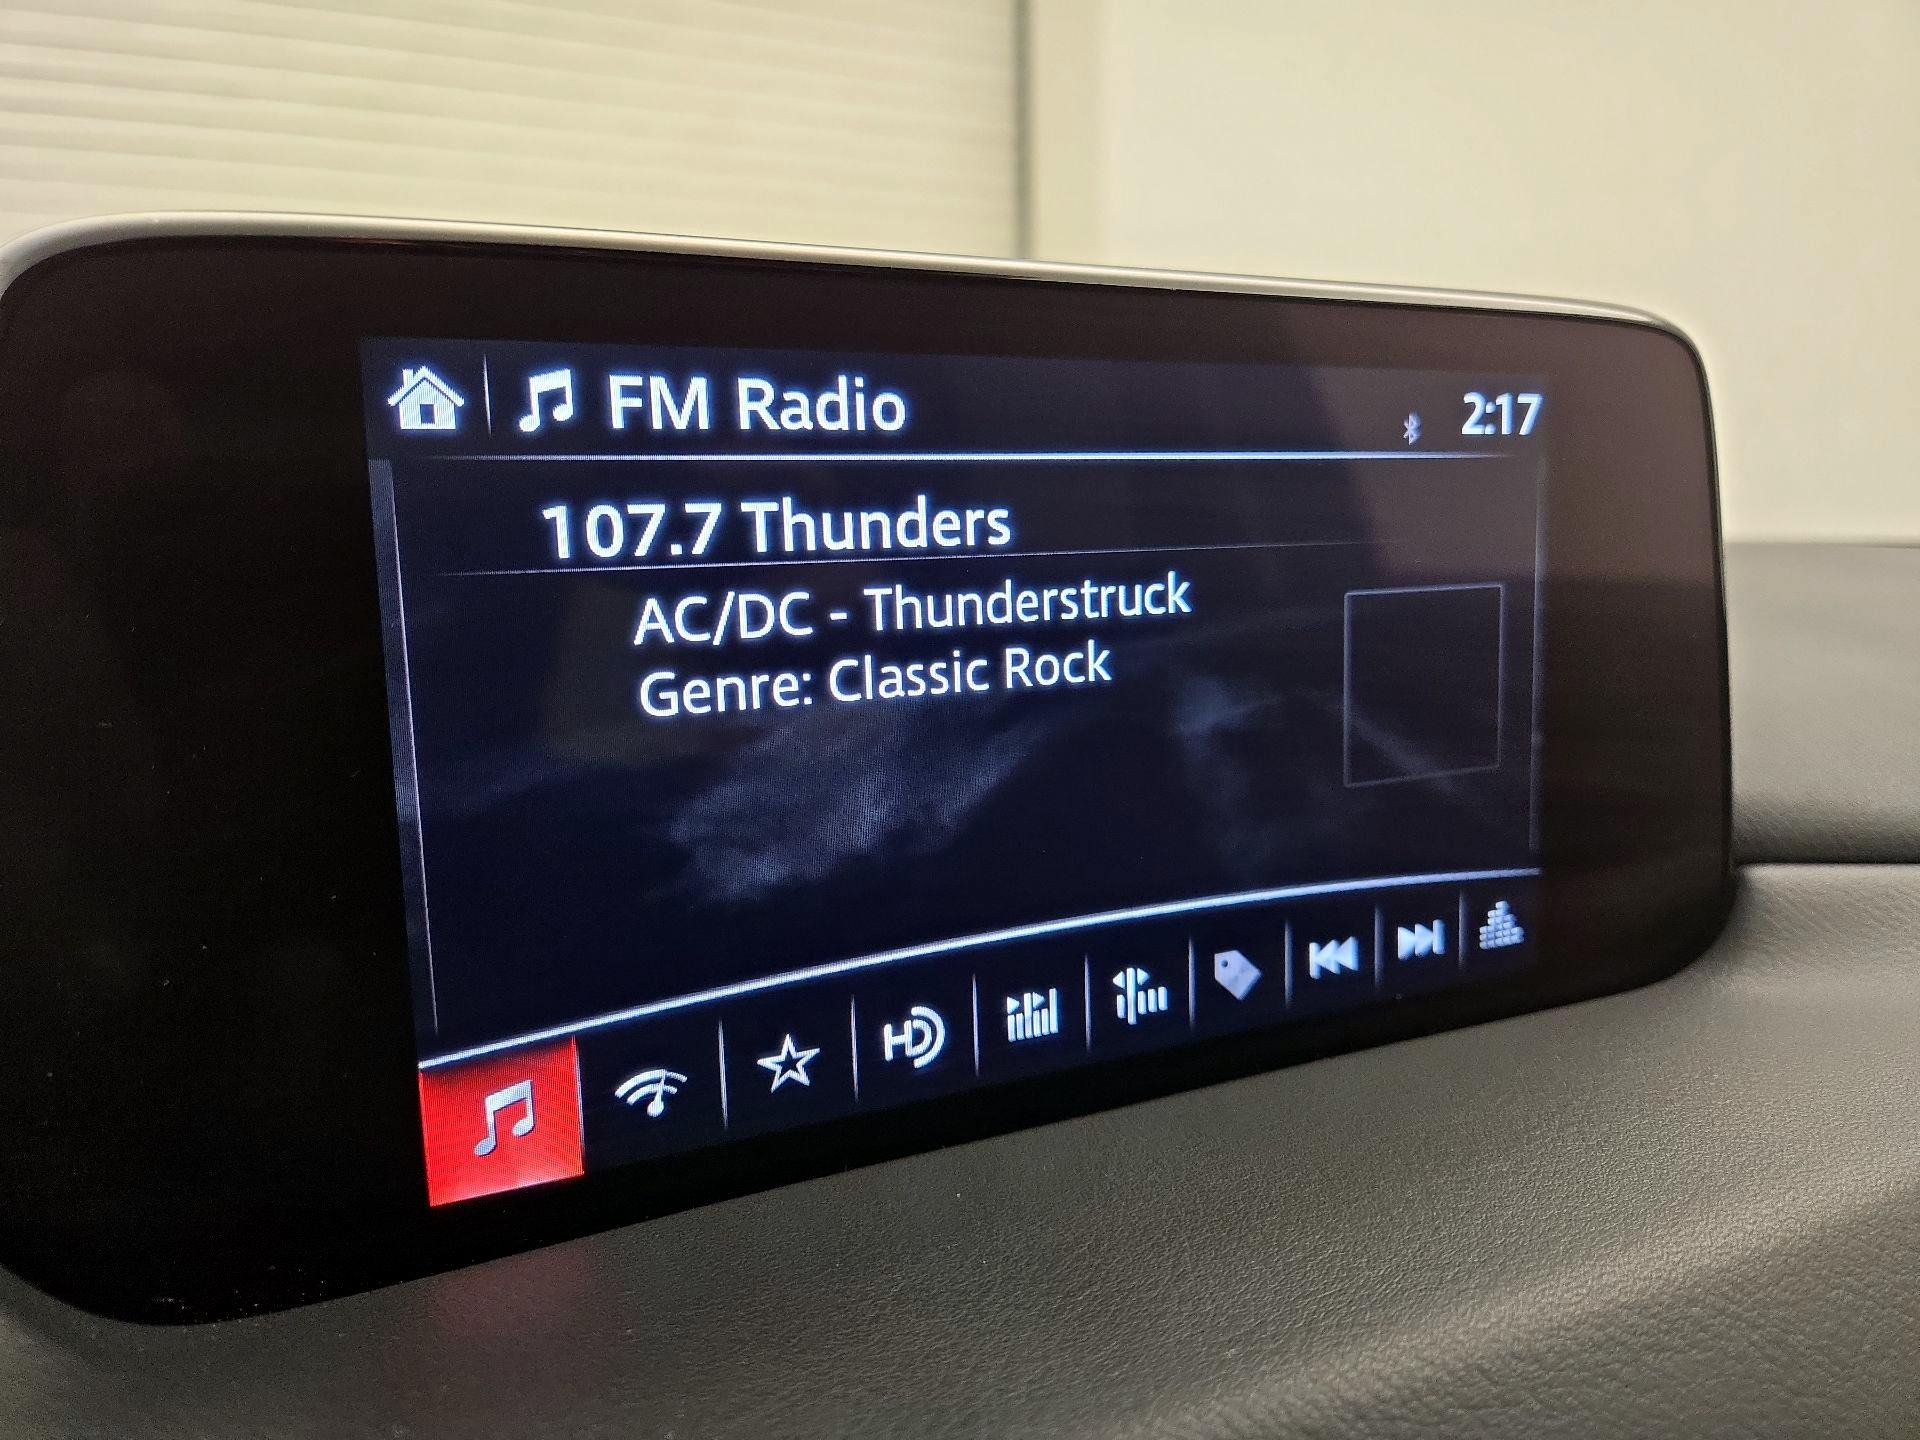 FM Radio
2:17
107.7 Thunders
AC/DC - Thunderstruck
Genre: Classic Rock
HD